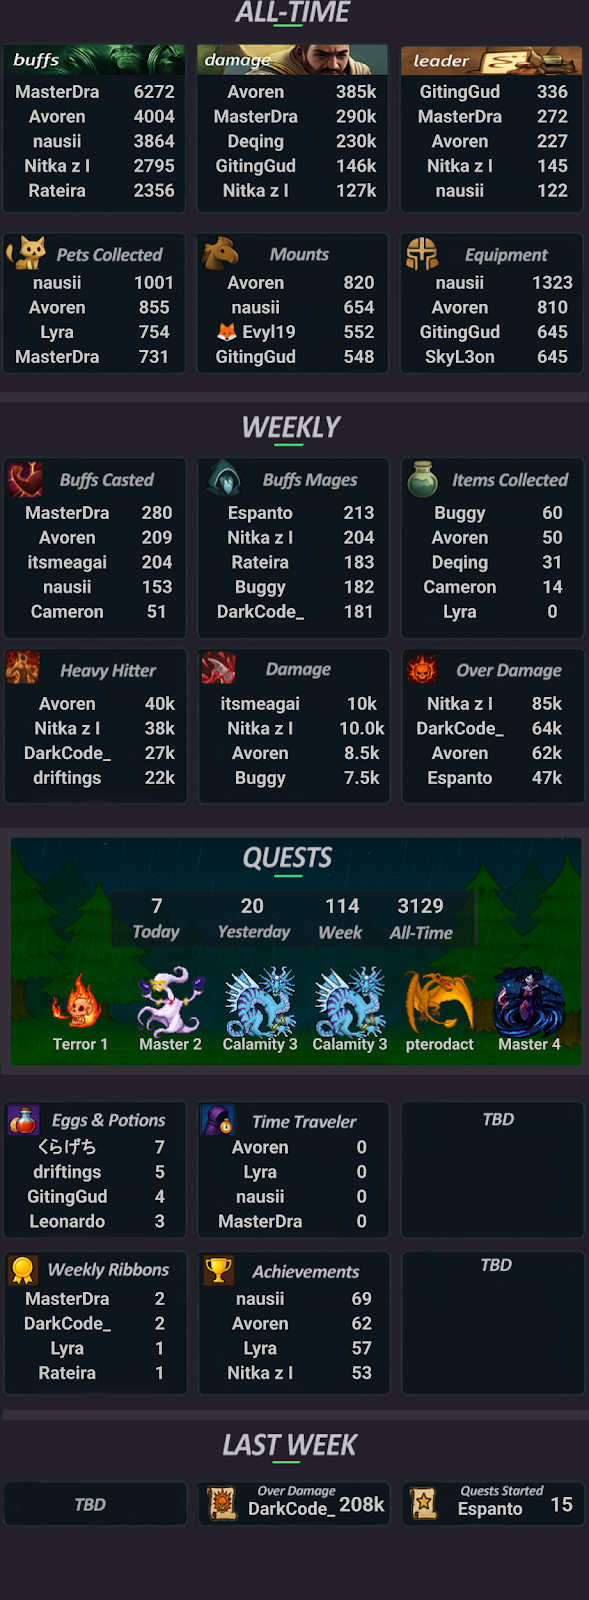 ALL-TIME
buffs
MasterDra 6272
Avoren 4004
nausii 3864
Nitka z l 2795
Rateira 2356
damage
Avoren 385k
MasterDra 290k
Deqing 230k
GitingGud 146k
Nitka z l 127k
leader
GitingGud 336
MasterDra 272
Avoren 227
Nitka z l 145
nausii 122
Pets Collected
nausii 1001
Avoren 855
Lyra 754
MasterDra 731
Mounts
Avoren 820
nausii 654
🦊 Evyl19 552
GitingGud 548
Equipment
nausii 1323
Avoren 810
GitingGud 645
SkyL3on 645
WEEKLY
Buffs Casted
MasterDra 280
Avoren 209
itsmeagai 204
nausii 153
Cameron 51
Buffs Mages
Espanto 213
Nitka z l 204
Rateira 183
Buggy 182
DarkCode_ 181
Items Collected
Buggy 60
Avoren 50
Deqing 31
Cameron 14
Lyra 0
Heavy Hitter
Avoren 40k
Nitka z l 38k
DarkCode_ 27k
driftings 22k
Damage
itsmeagai 10k
Nitka z l 10.0k
Avoren 8.5k
Buggy 7.5k
Over Damage
Nitka z l 85k
DarkCode_ 64k
Avoren 62k
Espanto 47k
QUESTS
7 20 114 3129
Today Yesterday Week All-Time
Terror 1 Master 2 Calamity 3 Calamity 3 pterodact Master 4
Eggs & Potions
くらげち 7
driftings 5
GitingGud 4
Leonardo 3
Time Traveler
Avoren 0
Lyra 0
nausii 0
MasterDra 0
TBD
Weekly Ribbons
MasterDra 2
DarkCode_ 2
Lyra 1
Rateira 1
Achievements
nausii 69
Avoren 62
Lyra 57
Nitka z l 53
TBD
LAST WEEK
TBD
Over Damage
DarkCode_ 208k
Quests Started
Espanto 15